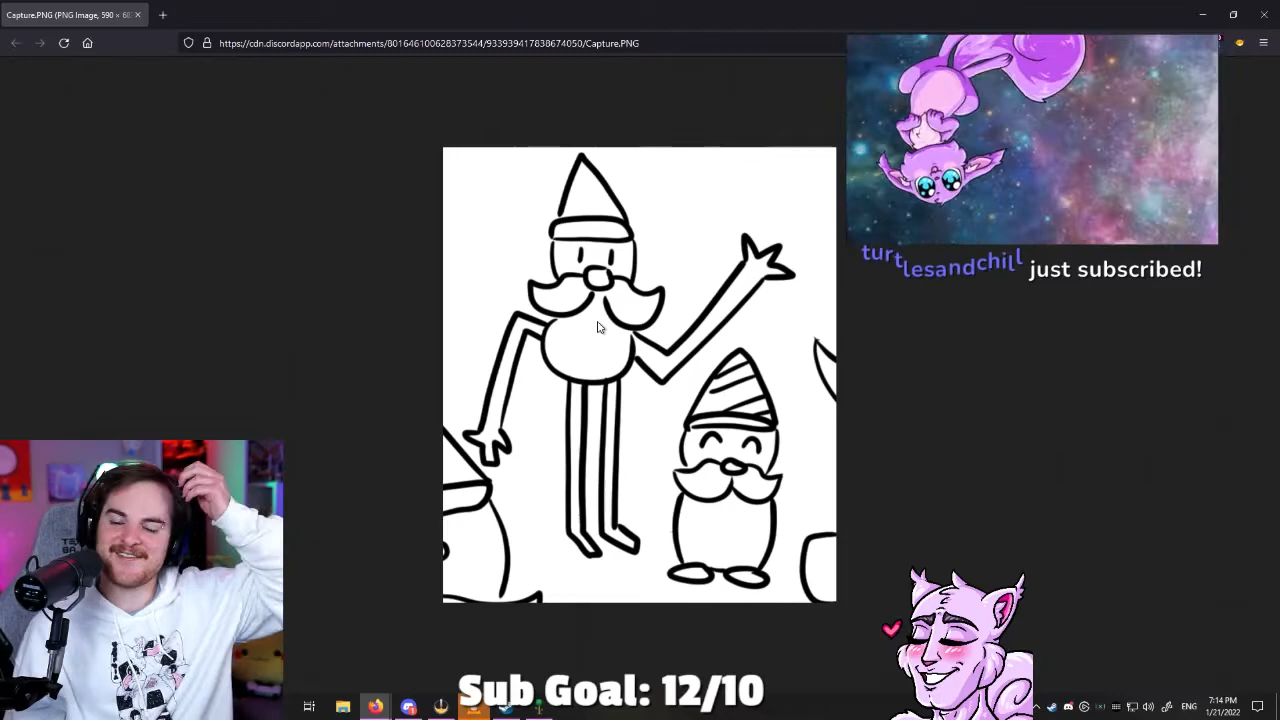 Capture.PNG (PNG Image, 590 × 68
https://cdn.discordapp.com/attachments/801646100628373544/933939417838674050/Capture.PNG
turtlesandchill just subscribed!
Sub Goal: 12/10
7:14 PM
1/21/2022